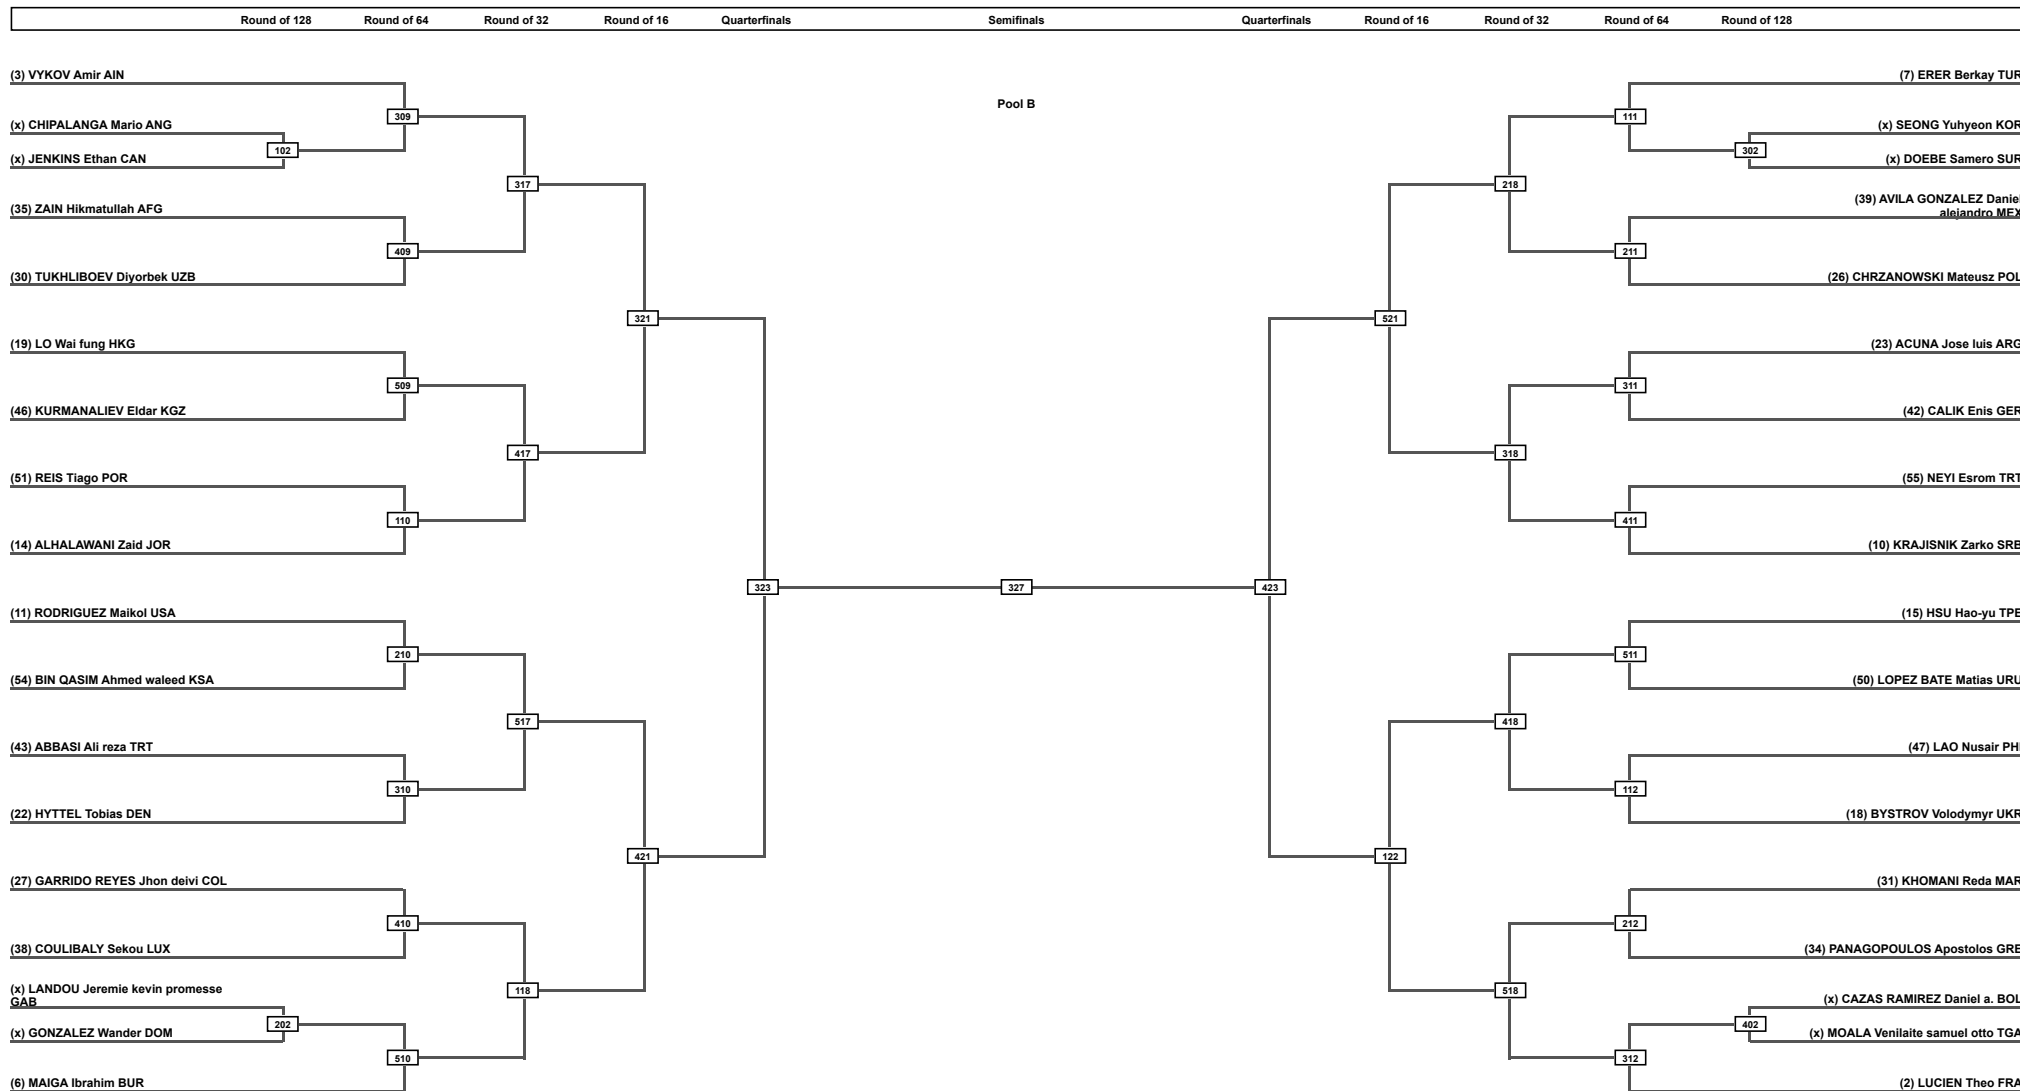 Round of 128 Round of 64 Round of 32 Round of 16 Quarterfinals Semifinals Quarterfinals Round of 16 Round of 32 Round of 64 Round of 128
Pool B
(3) VYKOV Amir AIN
309
(x) CHIPALANGA Mario ANG
102
(x) JENKINS Ethan CAN
317
(35) ZAIN Hikmatullah AFG
409
(30) TUKHLIBOEV Diyorbek UZB
321
(19) LO Wai fung HKG
509
(46) KURMANALIEV Eldar KGZ
417
(51) REIS Tiago POR
110
(14) ALHALAWANI Zaid JOR
323
(11) RODRIGUEZ Maikol USA
210
(54) BIN QASIM Ahmed waleed KSA
517
(43) ABBASI Ali reza TRT
310
(22) HYTTEL Tobias DEN
421
(27) GARRIDO REYES Jhon deivi COL
410
(38) COULIBALY Sekou LUX
118
(x) LANDOU Jeremie kevin promesse
GAB
202
(x) GONZALEZ Wander DOM
510
(6) MAIGA Ibrahim BUR
327
(7) ERER Berkay TUR
111
(x) SEONG Yuhyeon KOR
302
(x) DOEBE Samero SUR
218
(39) AVILA GONZALEZ Daniel
alejandro MEX
211
(26) CHRZANOWSKI Mateusz POL
521
(23) ACUNA Jose luis ARG
311
(42) CALIK Enis GER
318
(55) NEYI Esrom TRT
411
(10) KRAJISNIK Zarko SRB
423
(15) HSU Hao-yu TPE
511
(50) LOPEZ BATE Matias URU
418
(47) LAO Nusair PHI
112
(18) BYSTROV Volodymyr UKR
122
(31) KHOMANI Reda MAR
212
(34) PANAGOPOULOS Apostolos GRE
518
(x) CAZAS RAMIREZ Daniel a. BOL
402
(x) MOALA Venilaite samuel otto TGA
312
(2) LUCIEN Theo FRA